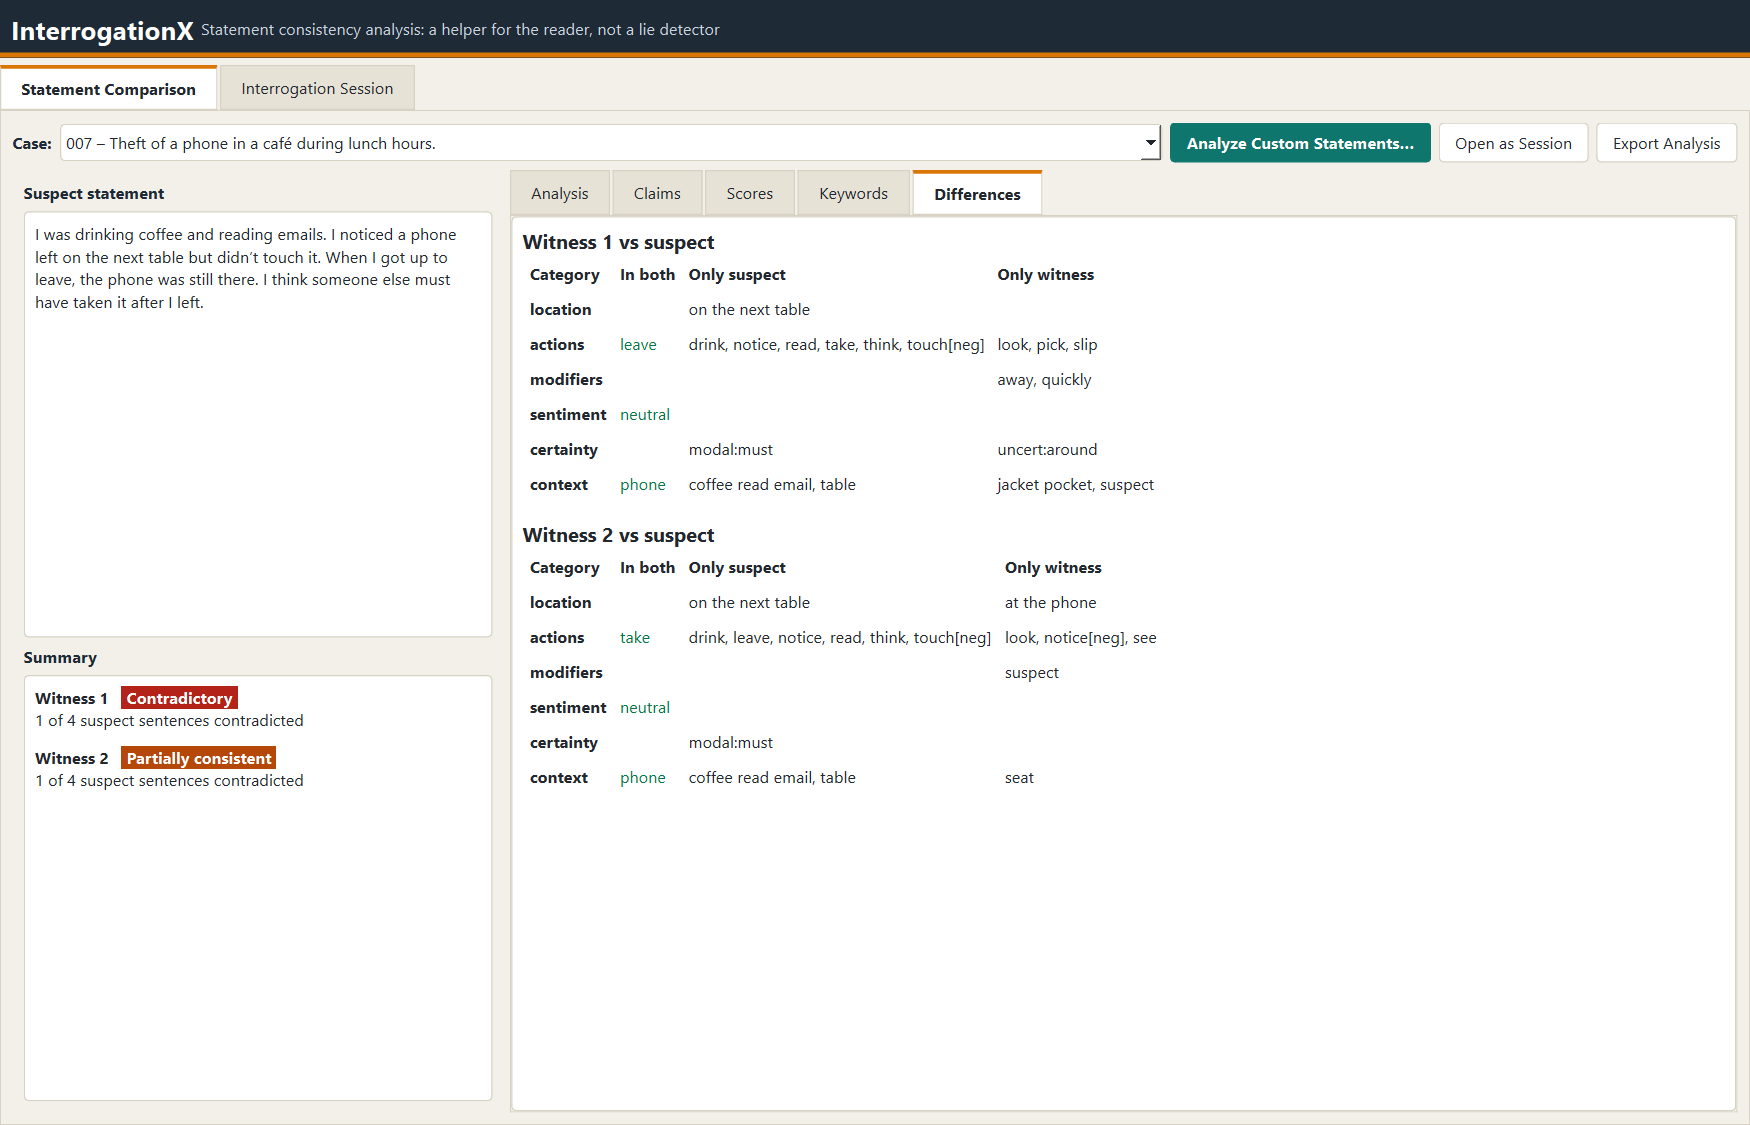 InterrogationX Statement consistency analysis: a helper for the reader, not a lie detector
Statement Comparison Interrogation Session
Case: 007 – Theft of a phone in a café during lunch hours. Analyze Custom Statements... Open as Session Export Analysis
Suspect statement
I was drinking coffee and reading emails. I noticed a phone
left on the next table but didn’t touch it. When I got up to
leave, the phone was still there. I think someone else must
have taken it after I left.
Summary
Witness 1 Contradictory
1 of 4 suspect sentences contradicted
Witness 2 Partially consistent
1 of 4 suspect sentences contradicted
Analysis Claims Scores Keywords Differences
Witness 1 vs suspect
Category In both Only suspect Only witness
location on the next table
actions leave drink, notice, read, take, think, touch[neg] look, pick, slip
modifiers away, quickly
sentiment neutral
certainty modal:must uncert:around
context phone coffee read email, table jacket pocket, suspect
Witness 2 vs suspect
Category In both Only suspect Only witness
location on the next table at the phone
actions take drink, leave, notice, read, think, touch[neg] look, notice[neg], see
modifiers suspect
sentiment neutral
certainty modal:must
context phone coffee read email, table seat